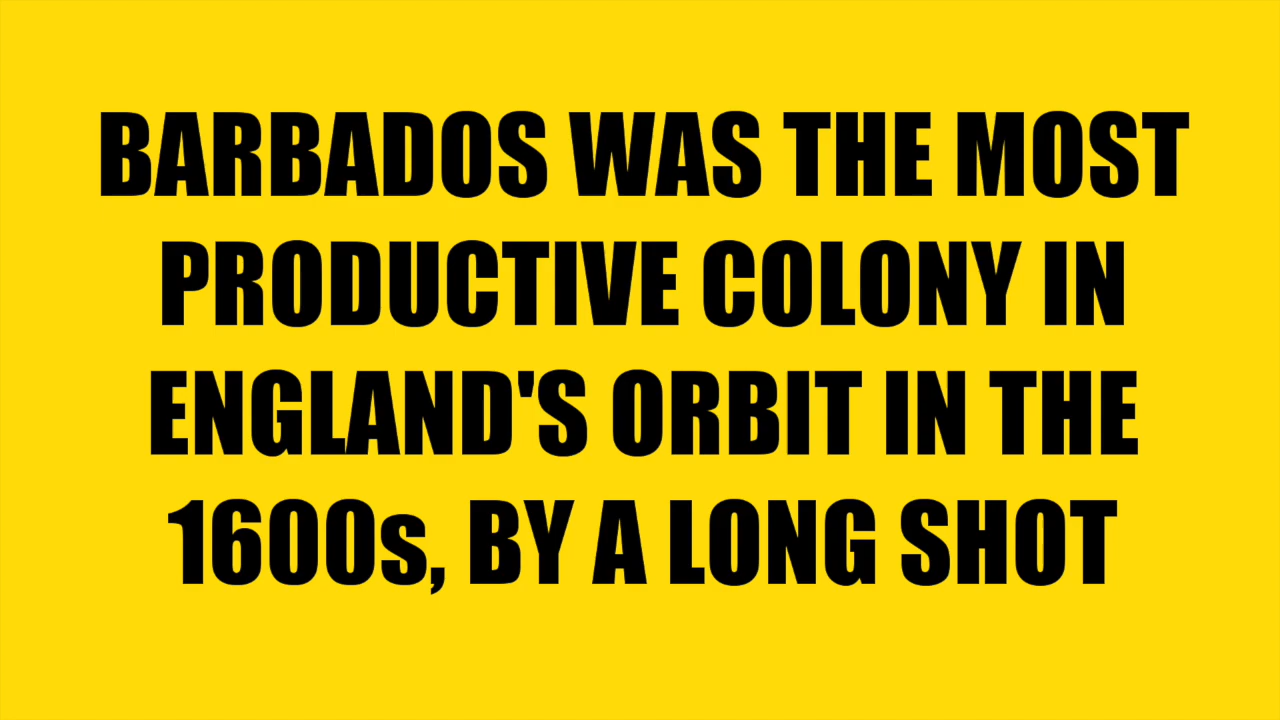 BARBADOS WAS THE MOST
PRODUCTIVE COLONY IN
ENGLAND'S ORBIT IN THE
1600s, BY A LONG SHOT